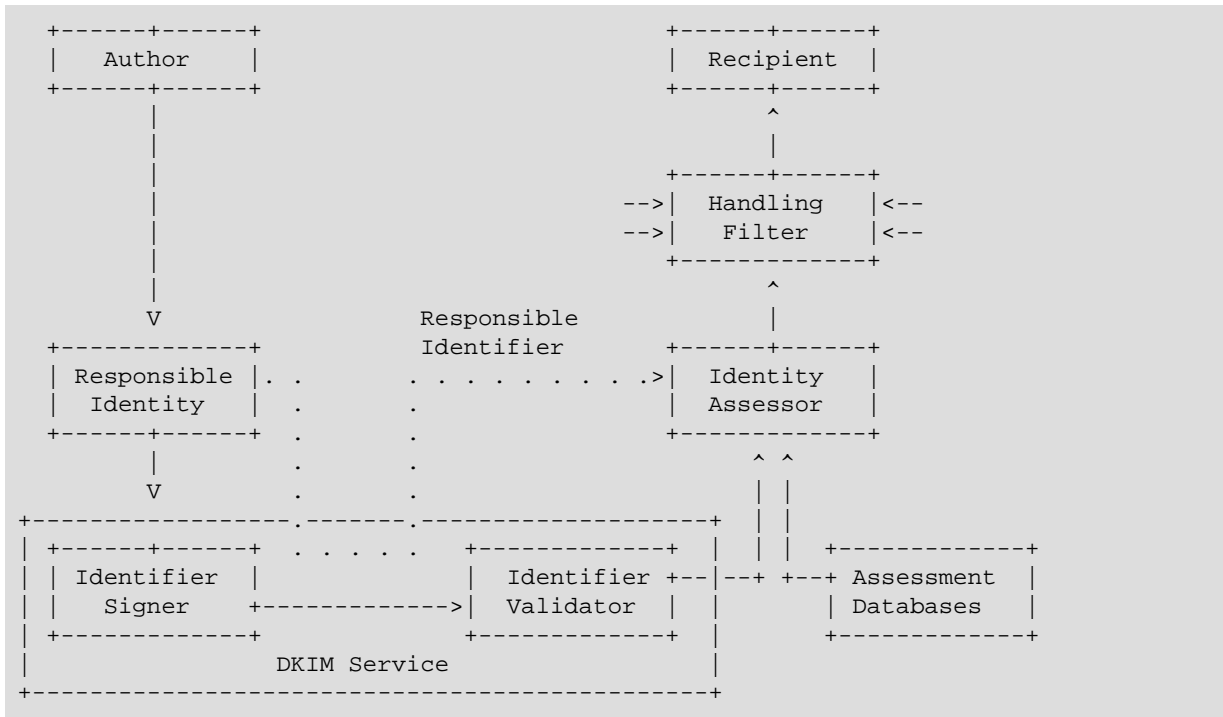 Author
Recipient
Handling
Filter
Responsible
Identifier
Responsible
Identity
Identity
Assessor
Identifier
Signer
Identifier
Validator
Assessment
Databases
DKIM Service